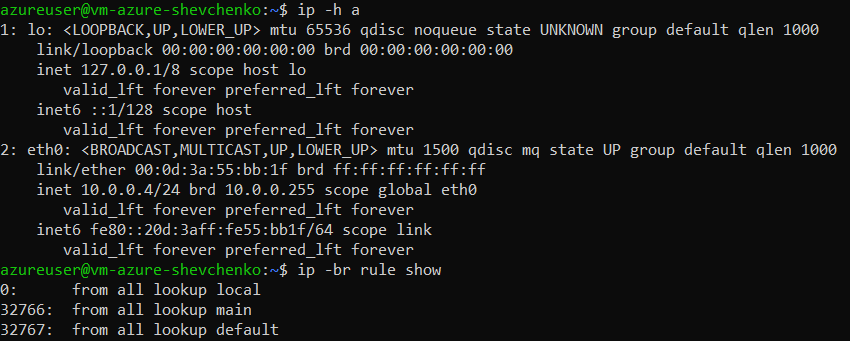 azureuser@vm-azure-shevchenko:~$ ip -h a
1: lo: <LOOPBACK,UP,LOWER_UP> mtu 65536 qdisc noqueue state UNKNOWN group default qlen 1000
    link/loopback 00:00:00:00:00:00 brd 00:00:00:00:00:00
    inet 127.0.0.1/8 scope host lo
       valid_lft forever preferred_lft forever
    inet6 ::1/128 scope host
       valid_lft forever preferred_lft forever
2: eth0: <BROADCAST,MULTICAST,UP,LOWER_UP> mtu 1500 qdisc mq state UP group default qlen 1000
    link/ether 00:0d:3a:55:bb:1f brd ff:ff:ff:ff:ff:ff
    inet 10.0.0.4/24 brd 10.0.0.255 scope global eth0
       valid_lft forever preferred_lft forever
    inet6 fe80::20d:3aff:fe55:bb1f/64 scope link
       valid_lft forever preferred_lft forever
azureuser@vm-azure-shevchenko:~$ ip -br rule show
0:      from all lookup local
32766:  from all lookup main
32767:  from all lookup default